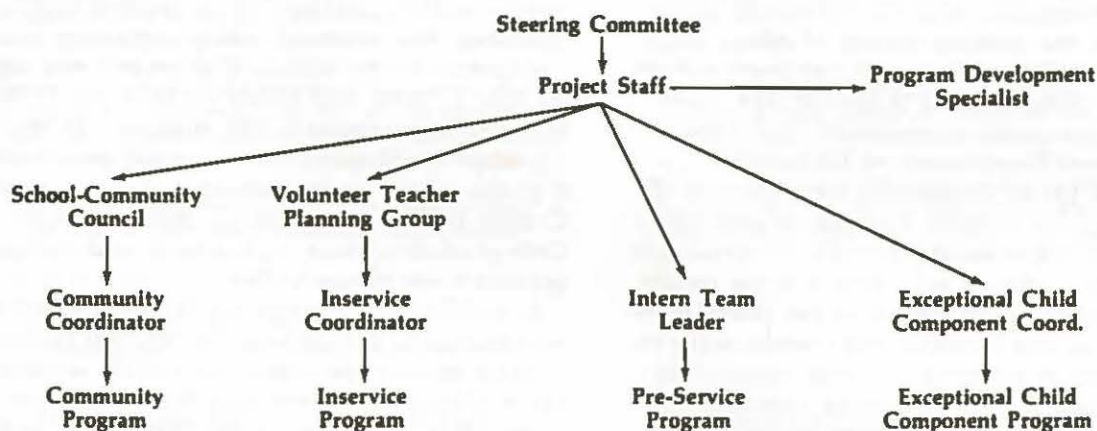 Steering Committee
Project Staff
Program Development
Specialist
School-Community
Council
Volunteer Teacher
Planning Group
Community
Coordinator
Inservice
Coordinator
Intern Team
Leader
Exceptional Child
Component Coord.
Community
Program
Inservice
Program
Pre-Service
Program
Exceptional Child
Component Program